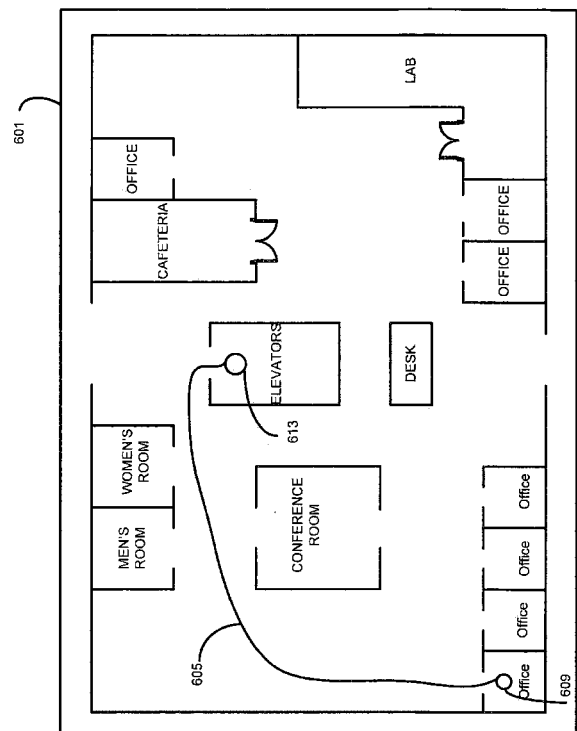 601
LAB
OFFICE
CAFETERIA
OFFICE
OFFICE
ELEVATORS
DESK
613
WOMEN'S
ROOM
MEN'S
ROOM
CONFERENCE
ROOM
Office
Office
Office
Office
605
609